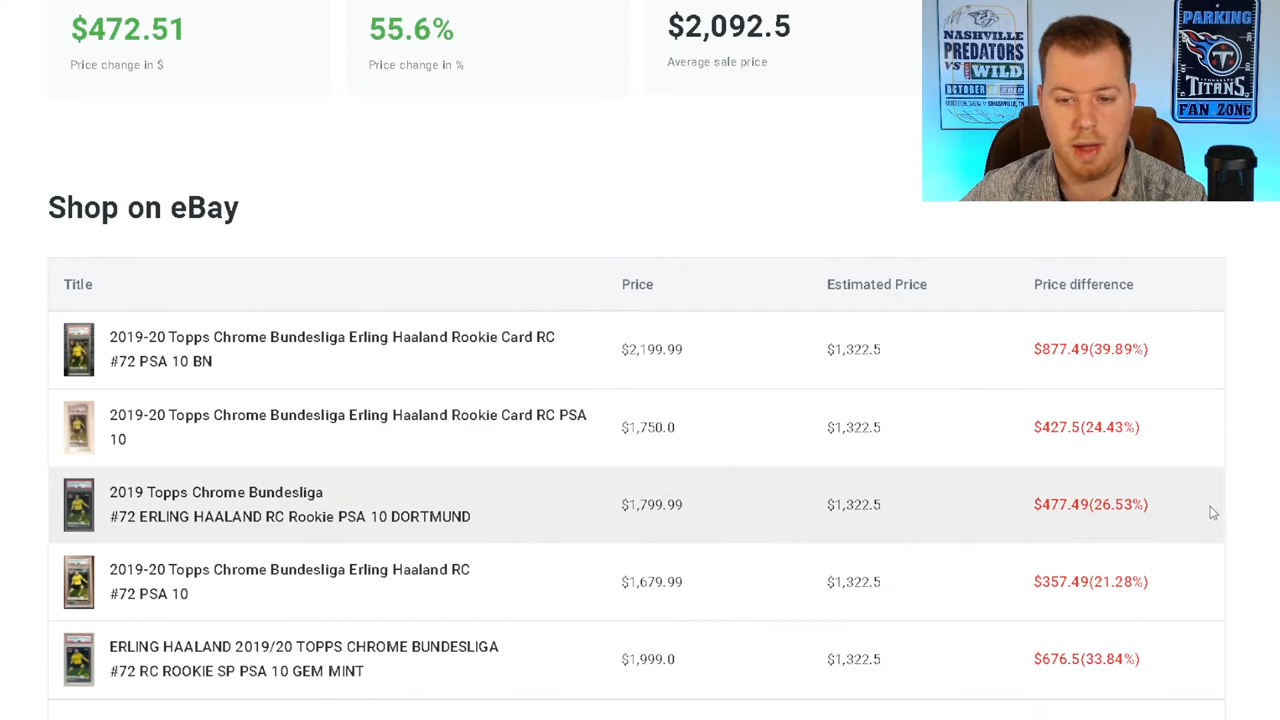 $472.51
Price change in $
55.6%
Price change in %
$2,092.5
Average sale price
NASHVILLE
PREDATORS
VS WILD
OCTOBER
2019
PARKING
TITANS
FAN ZONE
Shop on eBay
Title
Price
Estimated Price
Price difference
2019-20 Topps Chrome Bundesliga Erling Haaland Rookie Card RC
#72 PSA 10 BN
$2,199.99
$1,322.5
$877.49(39.89%)
2019-20 Topps Chrome Bundesliga Erling Haaland Rookie Card RC PSA
10
$1,750.0
$1,322.5
$427.5(24.43%)
2019 Topps Chrome Bundesliga
#72 ERLING HAALAND RC Rookie PSA 10 DORTMUND
$1,799.99
$1,322.5
$477.49(26.53%)
2019-20 Topps Chrome Bundesliga Erling Haaland RC
#72 PSA 10
$1,679.99
$1,322.5
$357.49(21.28%)
ERLING HAALAND 2019/20 TOPPS CHROME BUNDESLIGA
#72 RC ROOKIE SP PSA 10 GEM MINT
$1,999.0
$1,322.5
$676.5(33.84%)